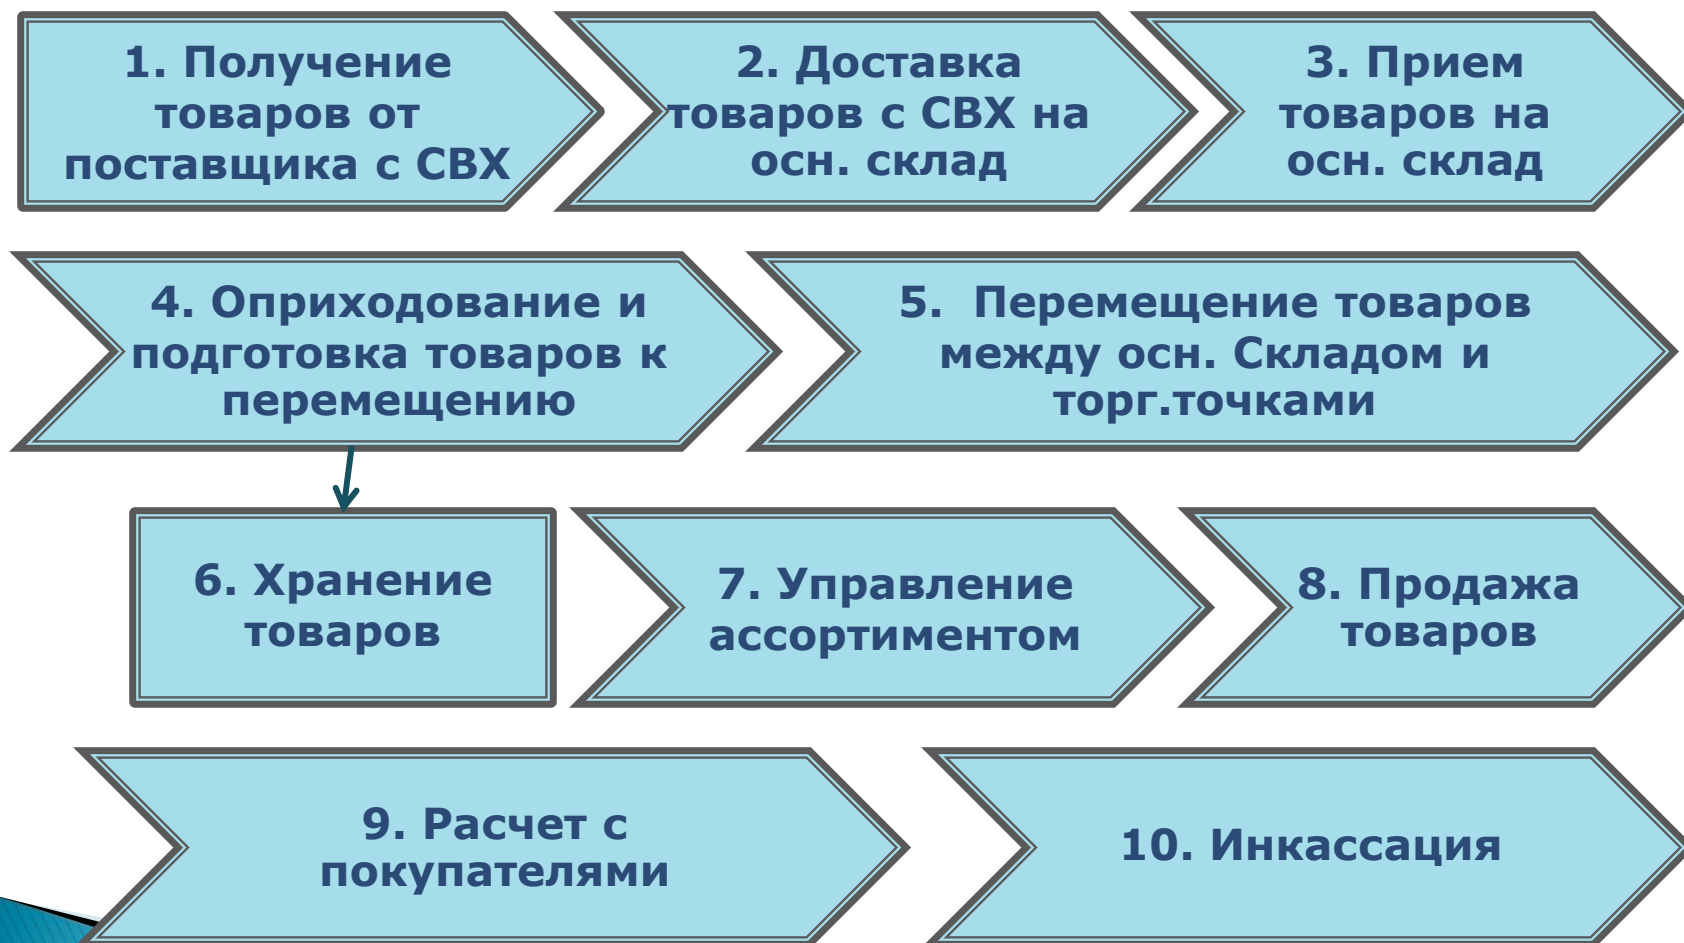 1. Получение
товаров от
поставщика с СВХ
2. Доставка
товаров с СВХ на
осн. склад
3. Прием
товаров на
осн. склад
4. Оприходование и
подготовка товаров к
перемещению
5.  Перемещение товаров
между осн. Складом и
торг.точками
6. Хранение
товаров
7. Управление
ассортиментом
8. Продажа
товаров
9. Расчет с
покупателями
10. Инкассация